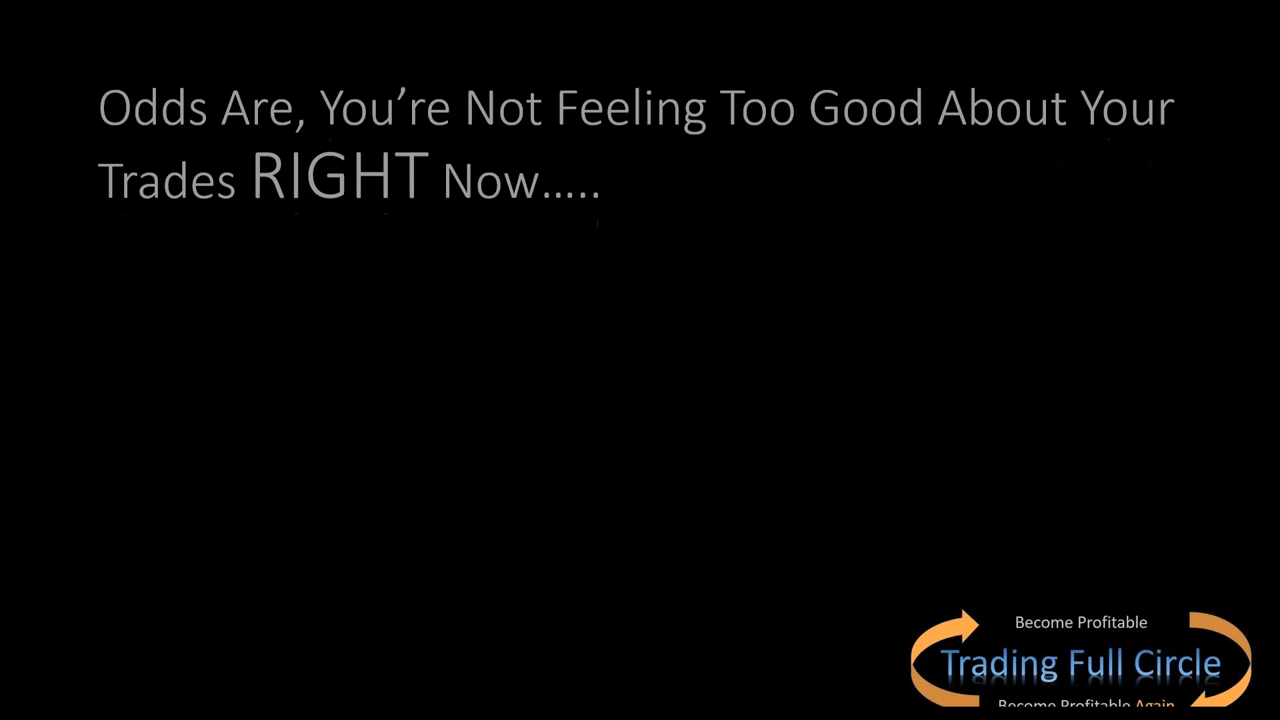 Odds Are, You’re Not Feeling Too Good About Your
Trades RIGHT Now…..
Become Profitable
Trading Full Circle
Become Profitable Again